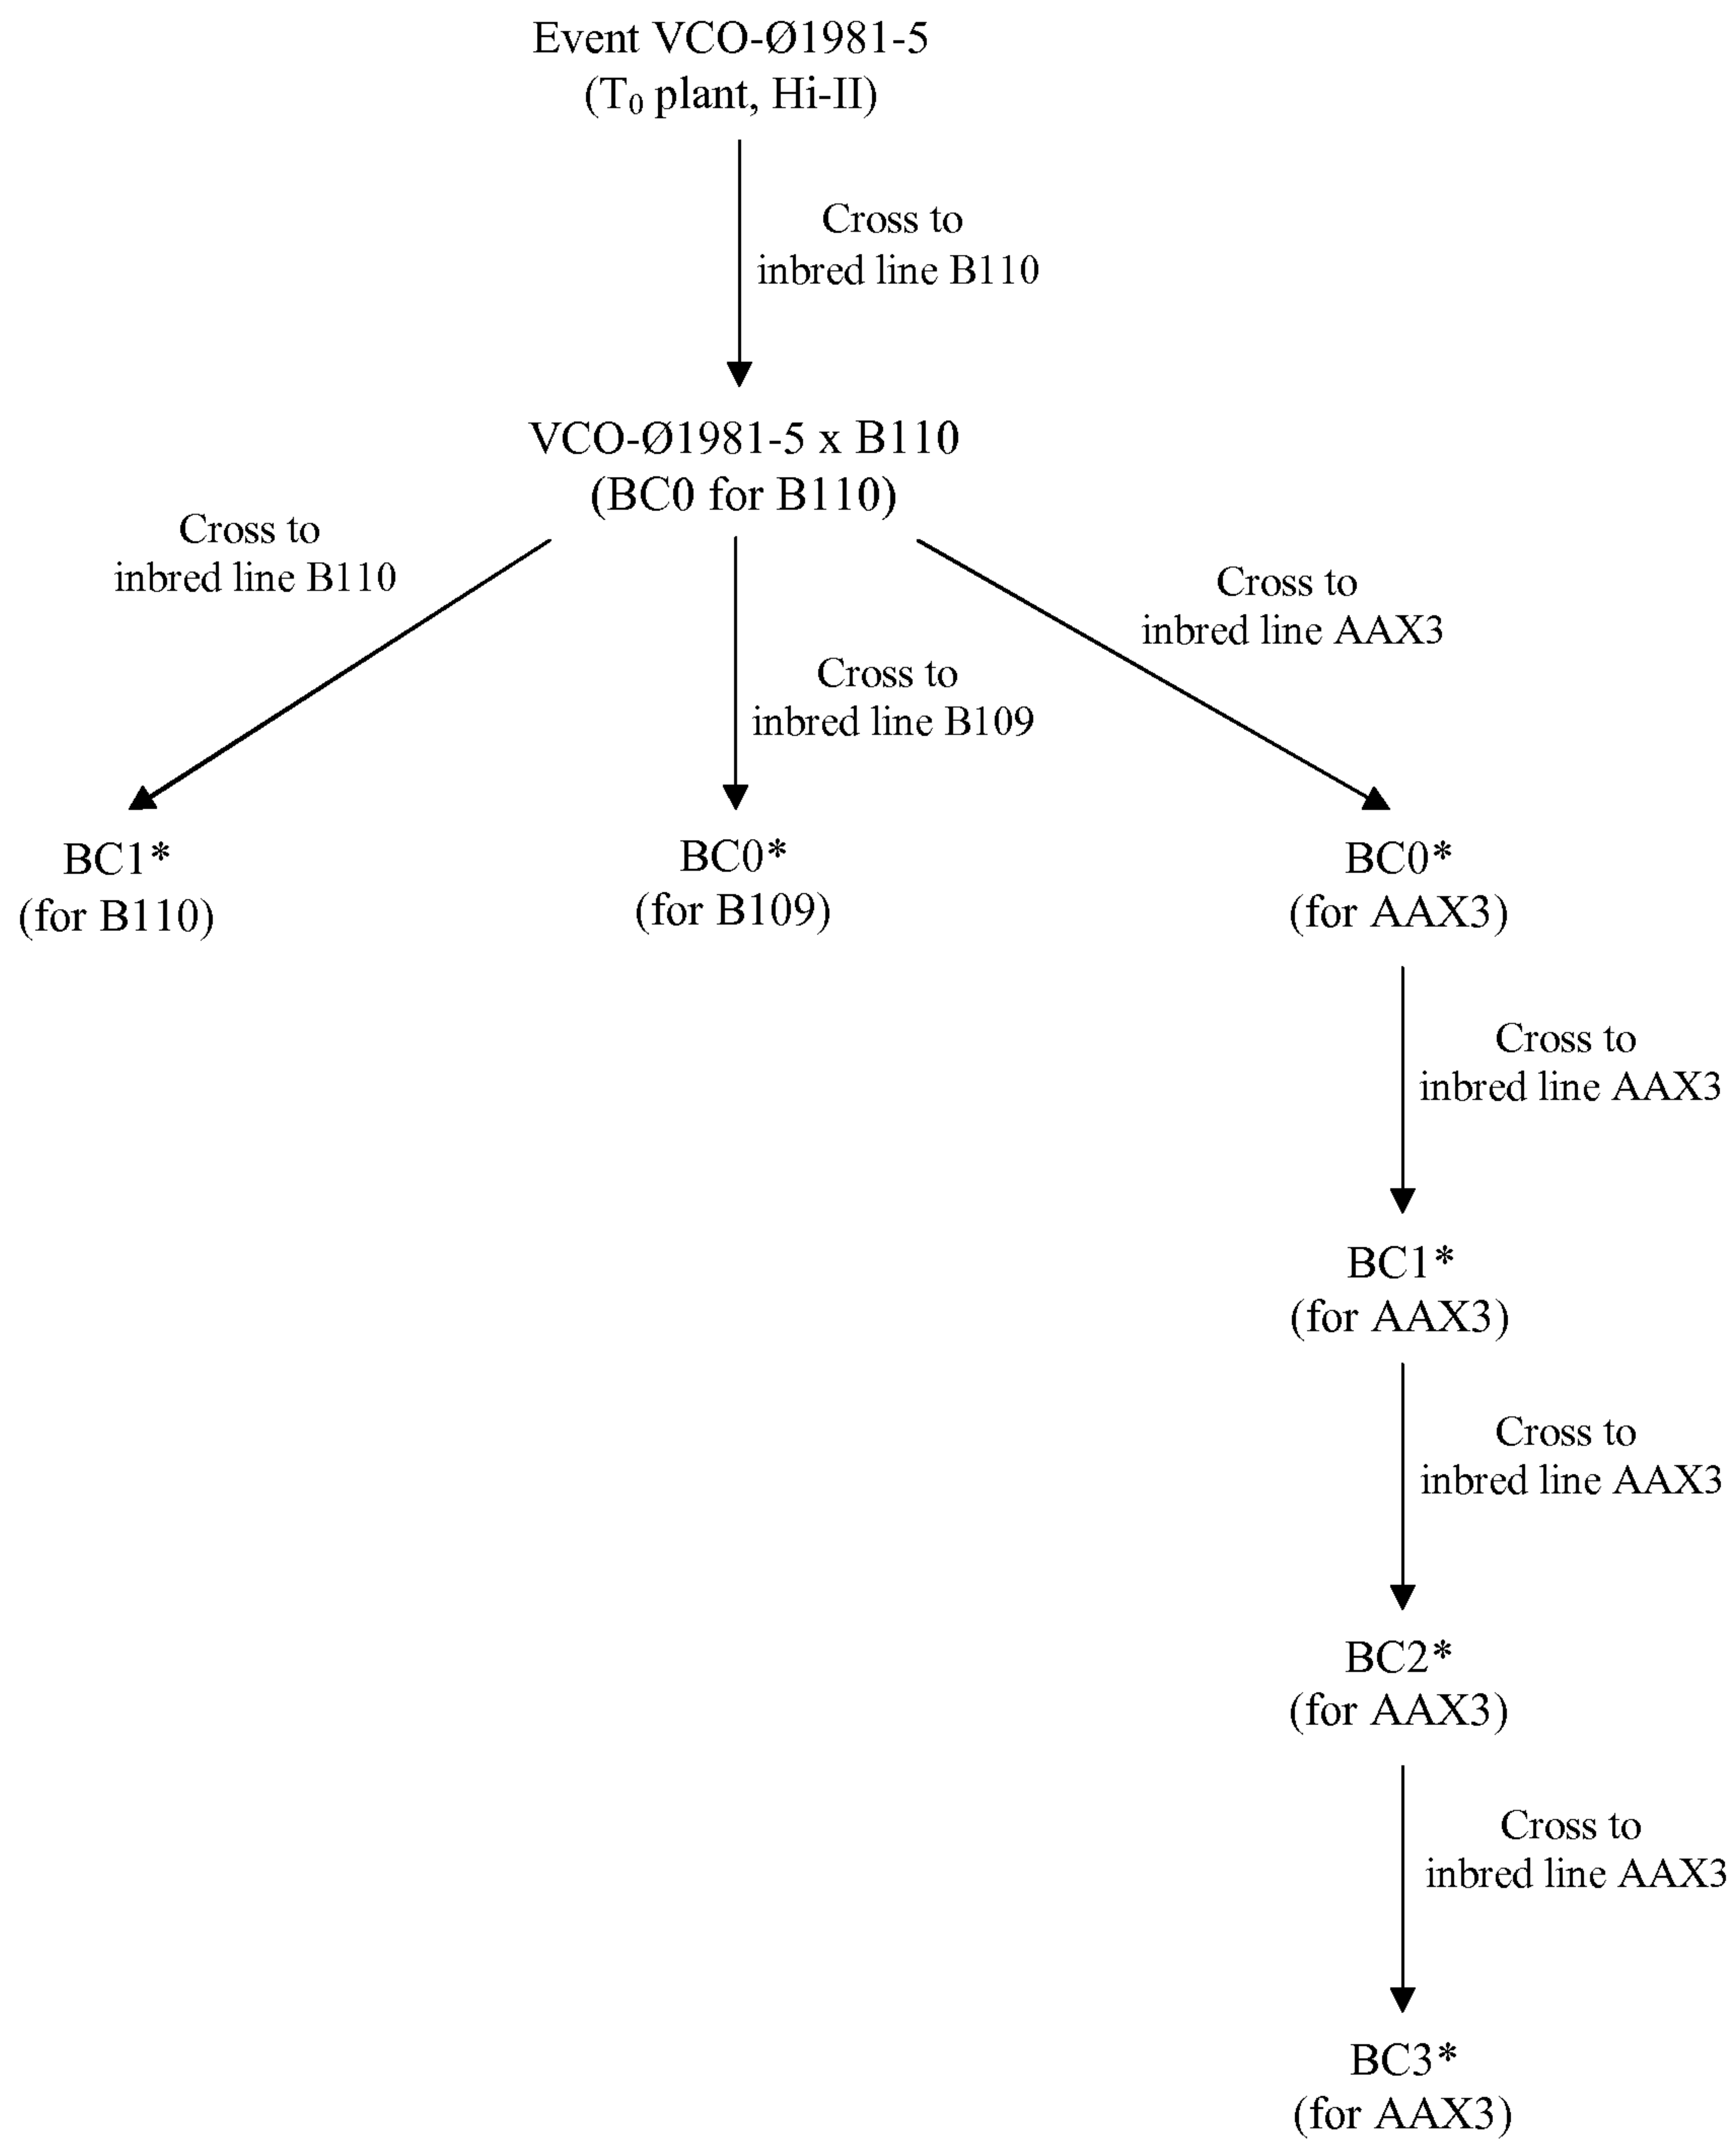 Event VCO-Ø1981-5
(T₀ plant, Hi-II)
Cross to
inbred line B110
VCO-Ø1981-5 x B110
(BC0 for B110)
Cross to
inbred line B110
Cross to
inbred line B109
Cross to
inbred line AAX3
BC1*
(for B110)
BC0*
(for B109)
BC0*
(for AAX3)
Cross to
inbred line AAX3
BC1*
(for AAX3)
Cross to
inbred line AAX3
BC2*
(for AAX3)
Cross to
inbred line AAX3
BC3*
(for AAX3)